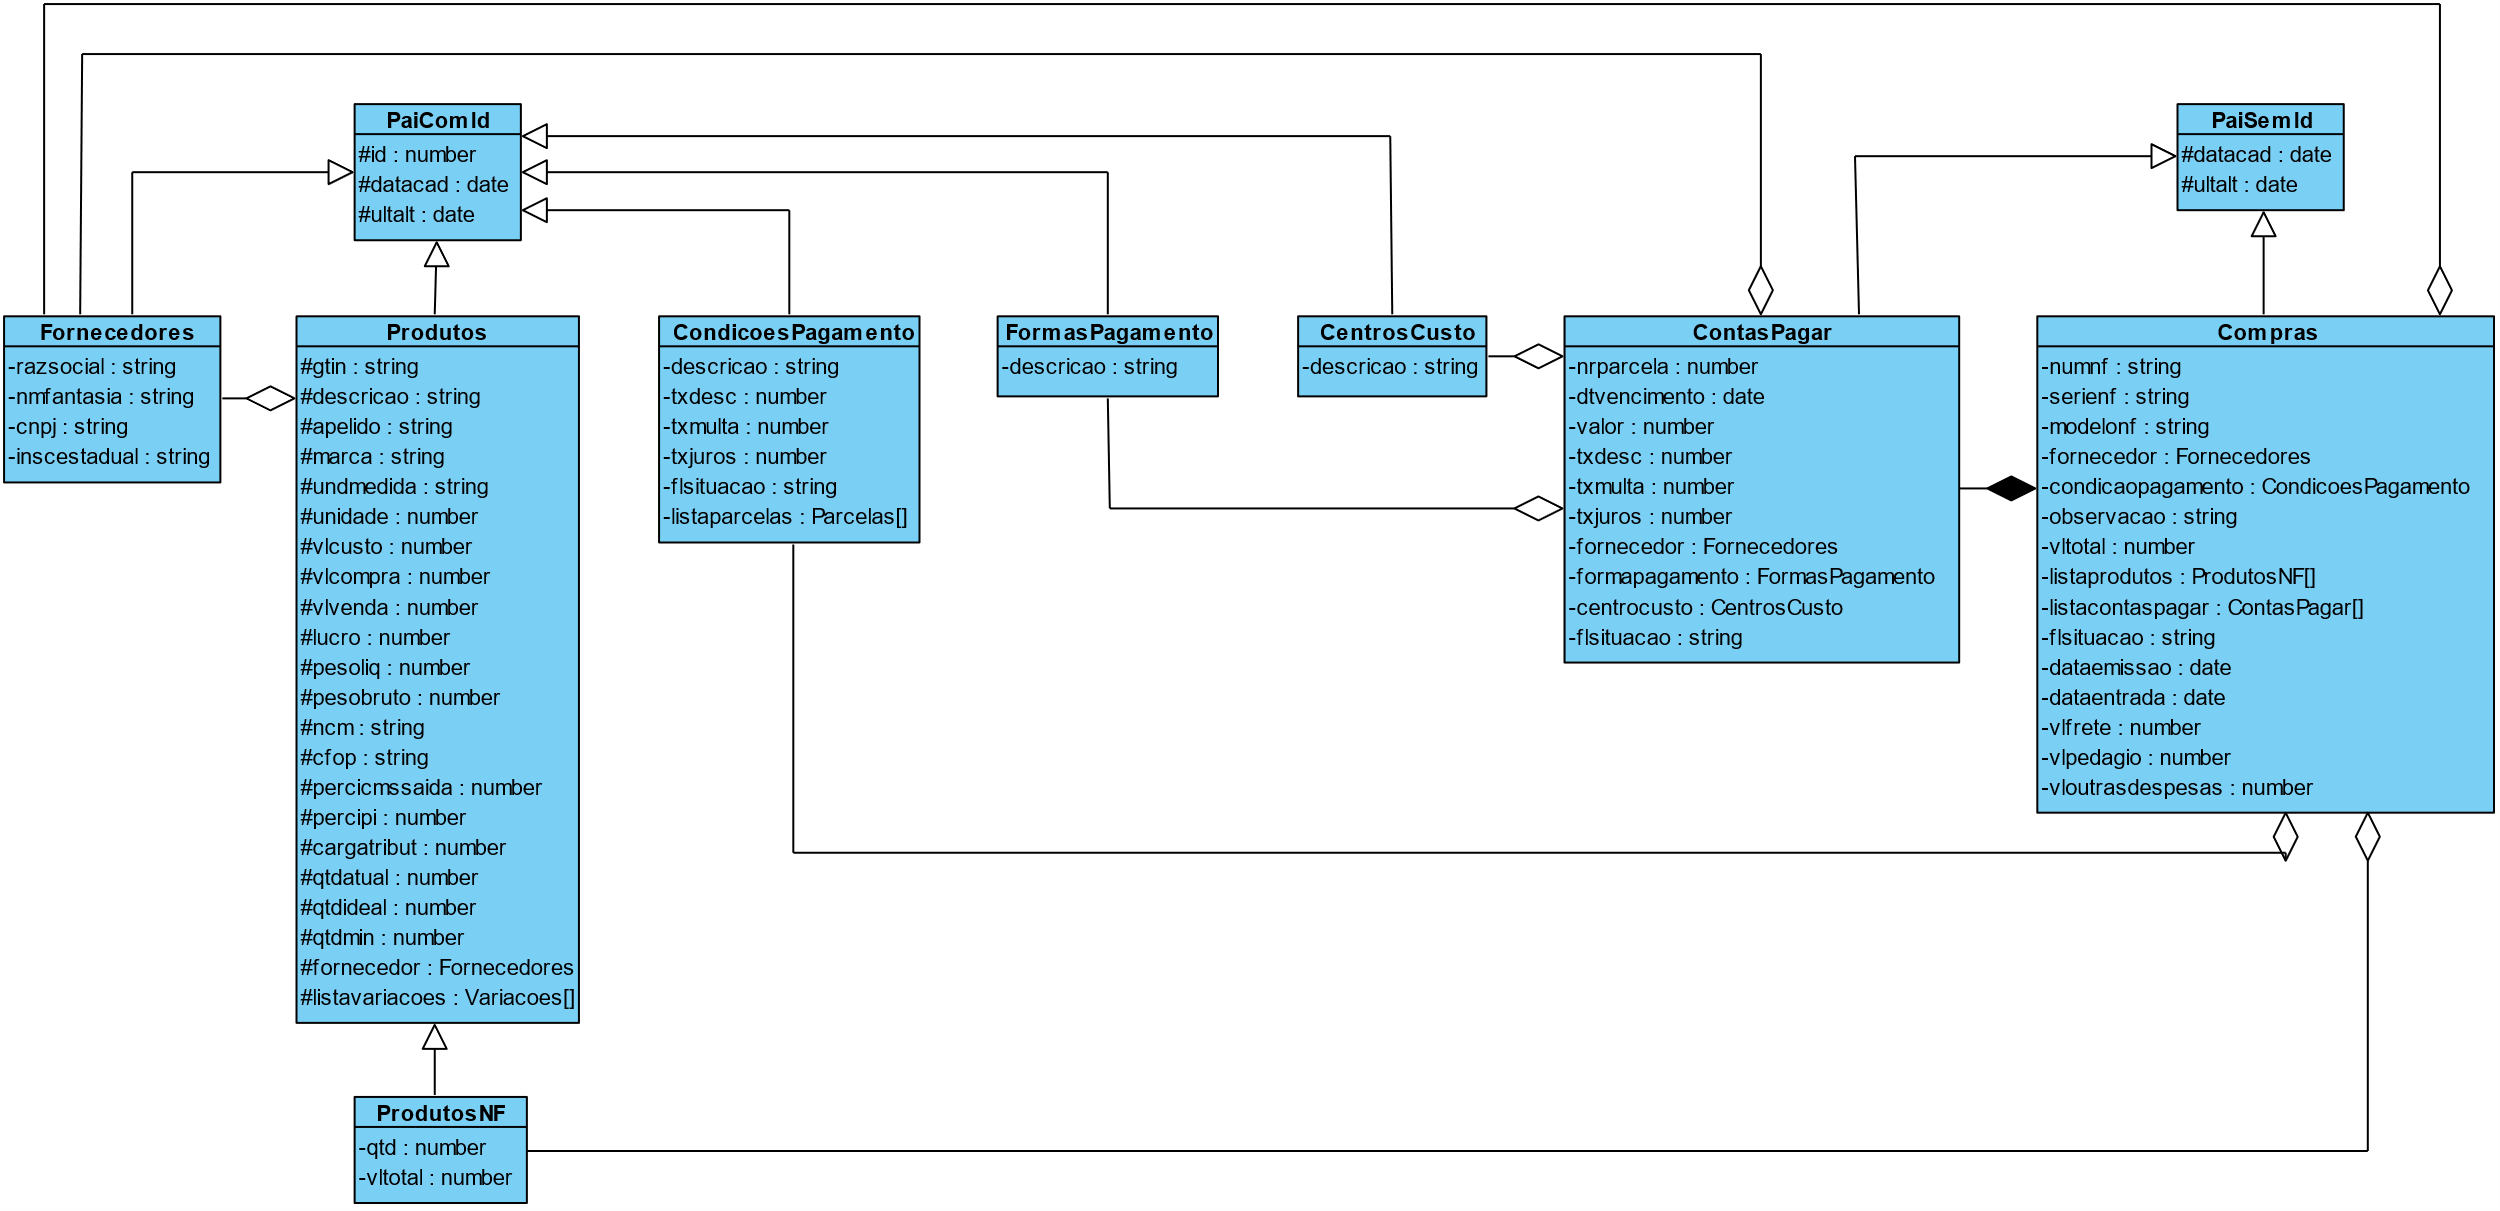 PaiComId
#id : number
#datacad : date
#ultalt : date
PaiSemId
#datacad : date
#ultalt : date
Fornecedores
-razsocial : string
-nmfantasia : string
-cnpj : string
-inscestadual : string
Produtos
#gtin : string
#descricao : string
#apelido : string
#marca : string
#undmedida : string
#unidade : number
#vlcusto : number
#vlcompra : number
#vlvenda : number
#lucro : number
#pesoliq : number
#pesobruto : number
#ncm : string
#cfop : string
#percicmssaida : number
#percipi : number
#cargatribut : number
#qtdatual : number
#qtdideal : number
#qtdmin : number
#fornecedor : Fornecedores
#listavariacoes : Variacoes[]
CondicoesPagamento
-descricao : string
-txdesc : number
-txmulta : number
-txjuros : number
-flsituacao : string
-listaparcelas : Parcelas[]
FormasPagamento
-descricao : string
CentrosCusto
-descricao : string
ContasPagar
-nrparcela : number
-dtvencimento : date
-valor : number
-txdesc : number
-txmulta : number
-txjuros : number
-fornecedor : Fornecedores
-formapagamento : FormasPagamento
-centrocusto : CentrosCusto
-flsituacao : string
Compras
-numnf : string
-serienf : string
-modelonf : string
-fornecedor : Fornecedores
-condicaopagamento : CondicoesPagamento
-observacao : string
-vltotal : number
-listaprodutos : ProdutosNF[]
-listacontaspagar : ContasPagar[]
-flsituacao : string
-dataemissao : date
-dataentrada : date
-vlfrete : number
-vlpedagio : number
-vloutrasdespesas : number
ProdutosNF
-qtd : number
-vltotal : number